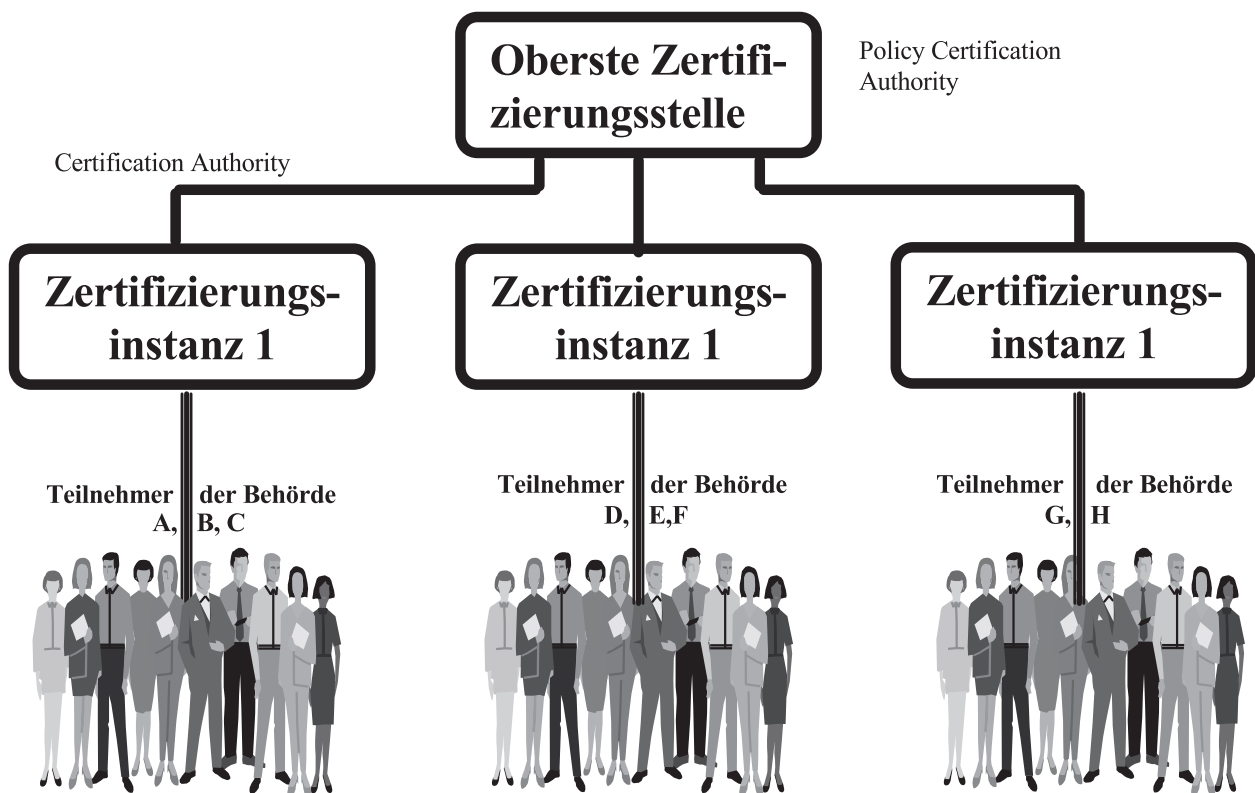 Oberste Zertifi-
zierungsstelle
Policy Certification
Authority
Certification Authority
Zertifizierungs-
instanz 1
Zertifizierungs-
instanz 1
Zertifizierungs-
instanz 1
Teilnehmer der Behörde
A, B, C
Teilnehmer der Behörde
D, E,F
Teilnehmer der Behörde
G, H